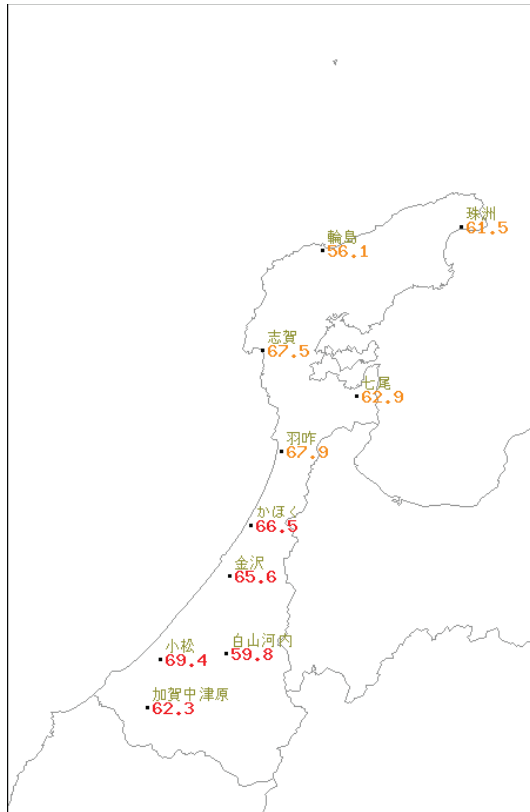 珠洲
61.5
輪島
56.1
志賀
67.5
七尾
62.9
羽咋
67.9
かほく
66.5
金沢
65.6
白山河内
59.8
小松
69.4
加賀中津原
62.3